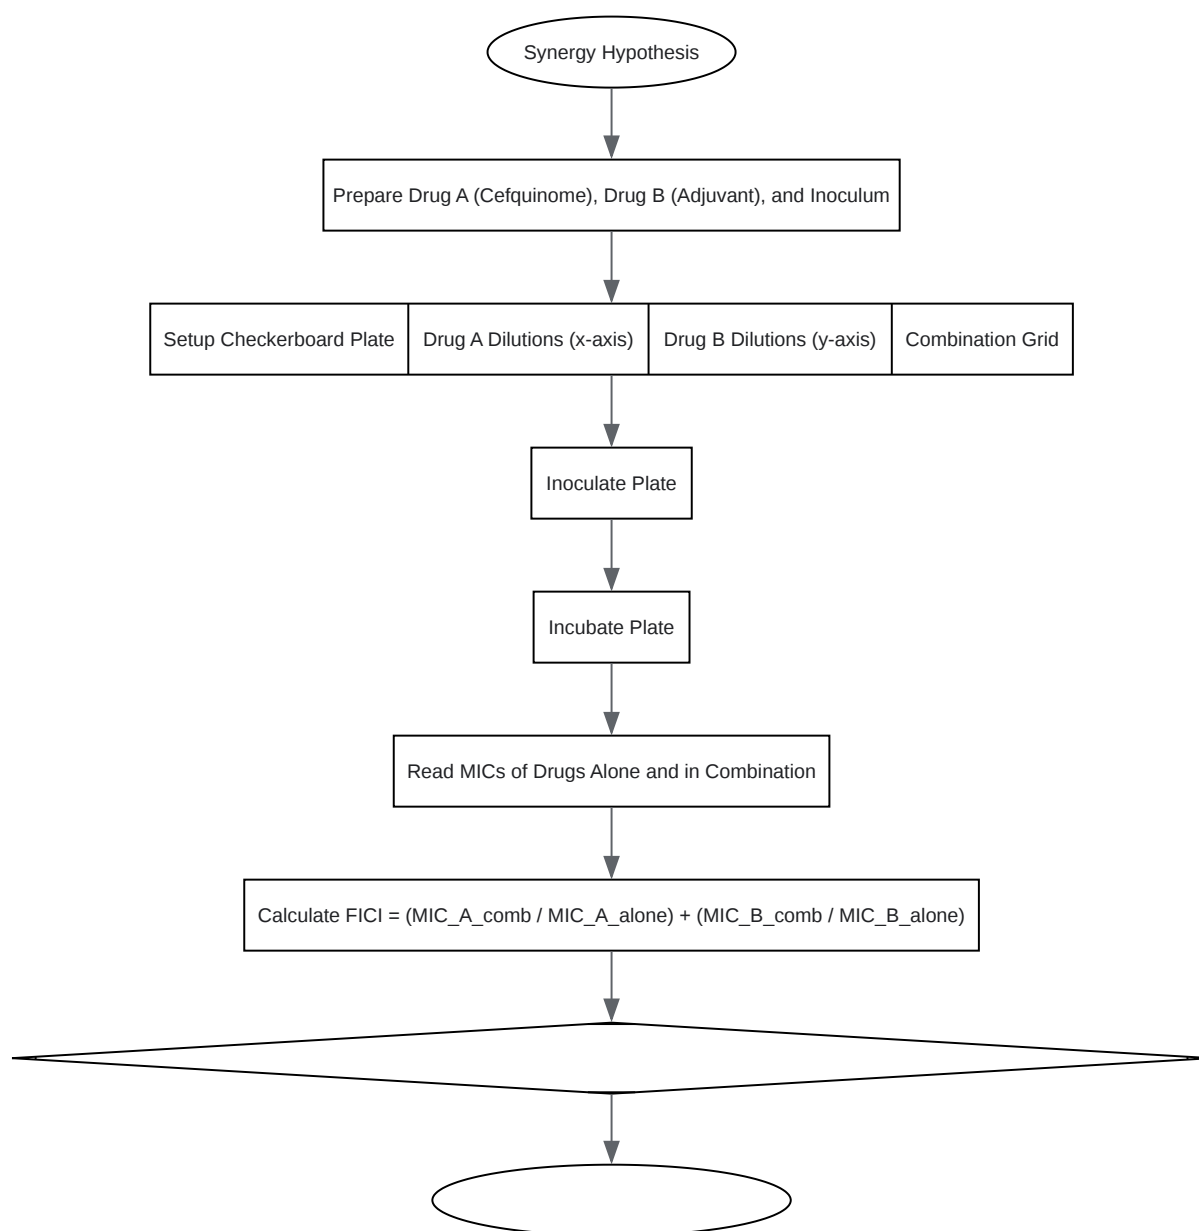 Synergy Hypothesis
Prepare Drug A (Cefquinome), Drug B (Adjuvant), and Inoculum
Setup Checkerboard Plate
Drug A Dilutions (x-axis)
Drug B Dilutions (y-axis)
Combination Grid
Inoculate Plate
Incubate Plate
Read MICs of Drugs Alone and in Combination
Calculate FICI = (MIC_A_comb / MIC_A_alone) + (MIC_B_comb / MIC_B_alone)